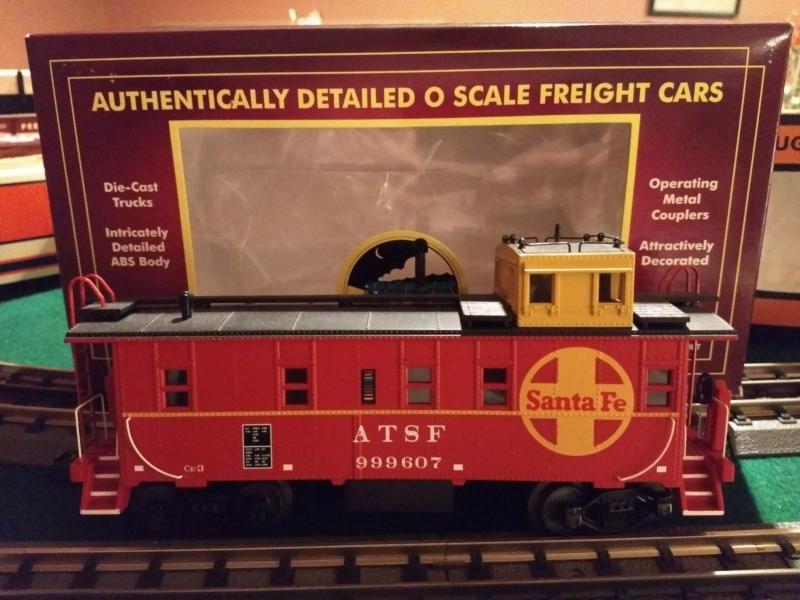 AUTHENTICALLY DETAILED O SCALE FREIGHT CARS
Die-Cast
Trucks
Intricately
Detailed
ABS Body
Operating
Metal
Couplers
Attractively
Decorated
Santa Fe
ATSF
999607